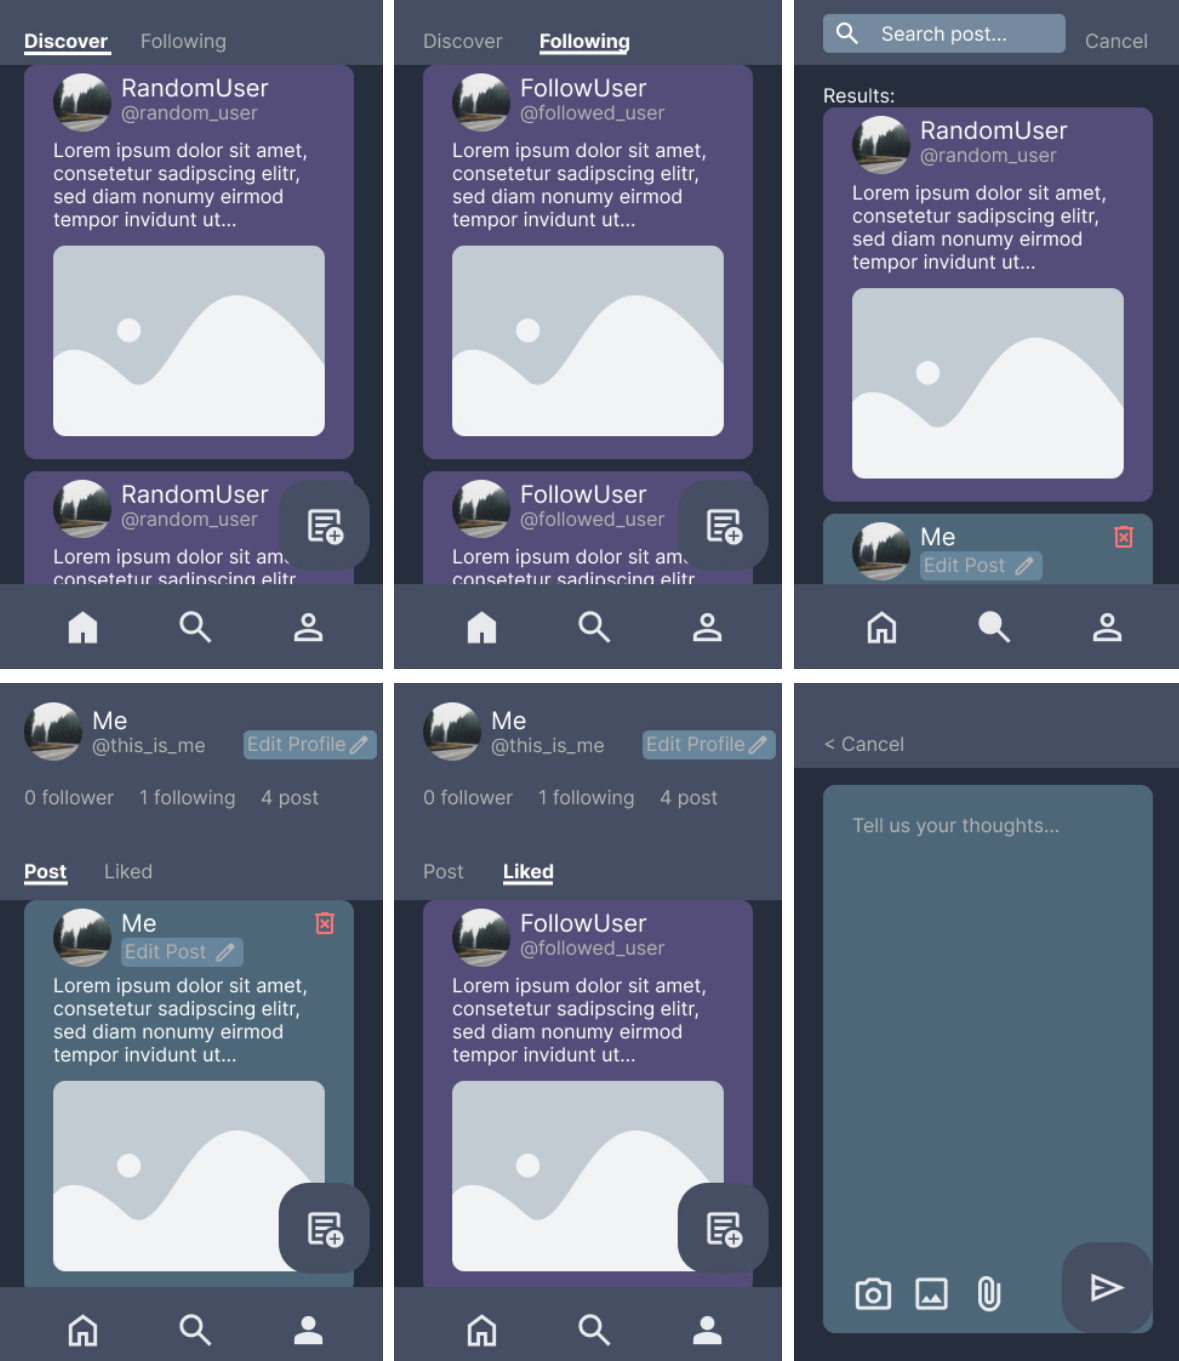 Discover Following
RandomUser
@random_user
Lorem ipsum dolor sit amet,
consetetur sadipscing elitr,
sed diam nonumy eirmod
tempor invidunt ut...
RandomUser
@random_user
Lorem ipsum dolor sit am
consetetur sadipscing elitr
Discover Following
FollowUser
@followed_user
Lorem ipsum dolor sit amet,
consetetur sadipscing elitr,
sed diam nonumy eirmod
tempor invidunt ut...
FollowUser
@followed_user
Lorem ipsum dolor sit am
consetetur sadipscing elitr
Search post... Cancel
Results:
RandomUser
@random_user
Lorem ipsum dolor sit amet,
consetetur sadipscing elitr,
sed diam nonumy eirmod
tempor invidunt ut...
Me
Edit Post
Me
@this_is_me Edit Profile
0 follower 1 following 4 post
Post Liked
Me
Edit Post
Lorem ipsum dolor sit amet,
consetetur sadipscing elitr,
sed diam nonumy eirmod
tempor invidunt ut...
Me
@this_is_me Edit Profile
0 follower 1 following 4 post
Post Liked
FollowUser
@followed_user
Lorem ipsum dolor sit amet,
consetetur sadipscing elitr,
sed diam nonumy eirmod
tempor invidunt ut...
< Cancel
Tell us your thoughts...